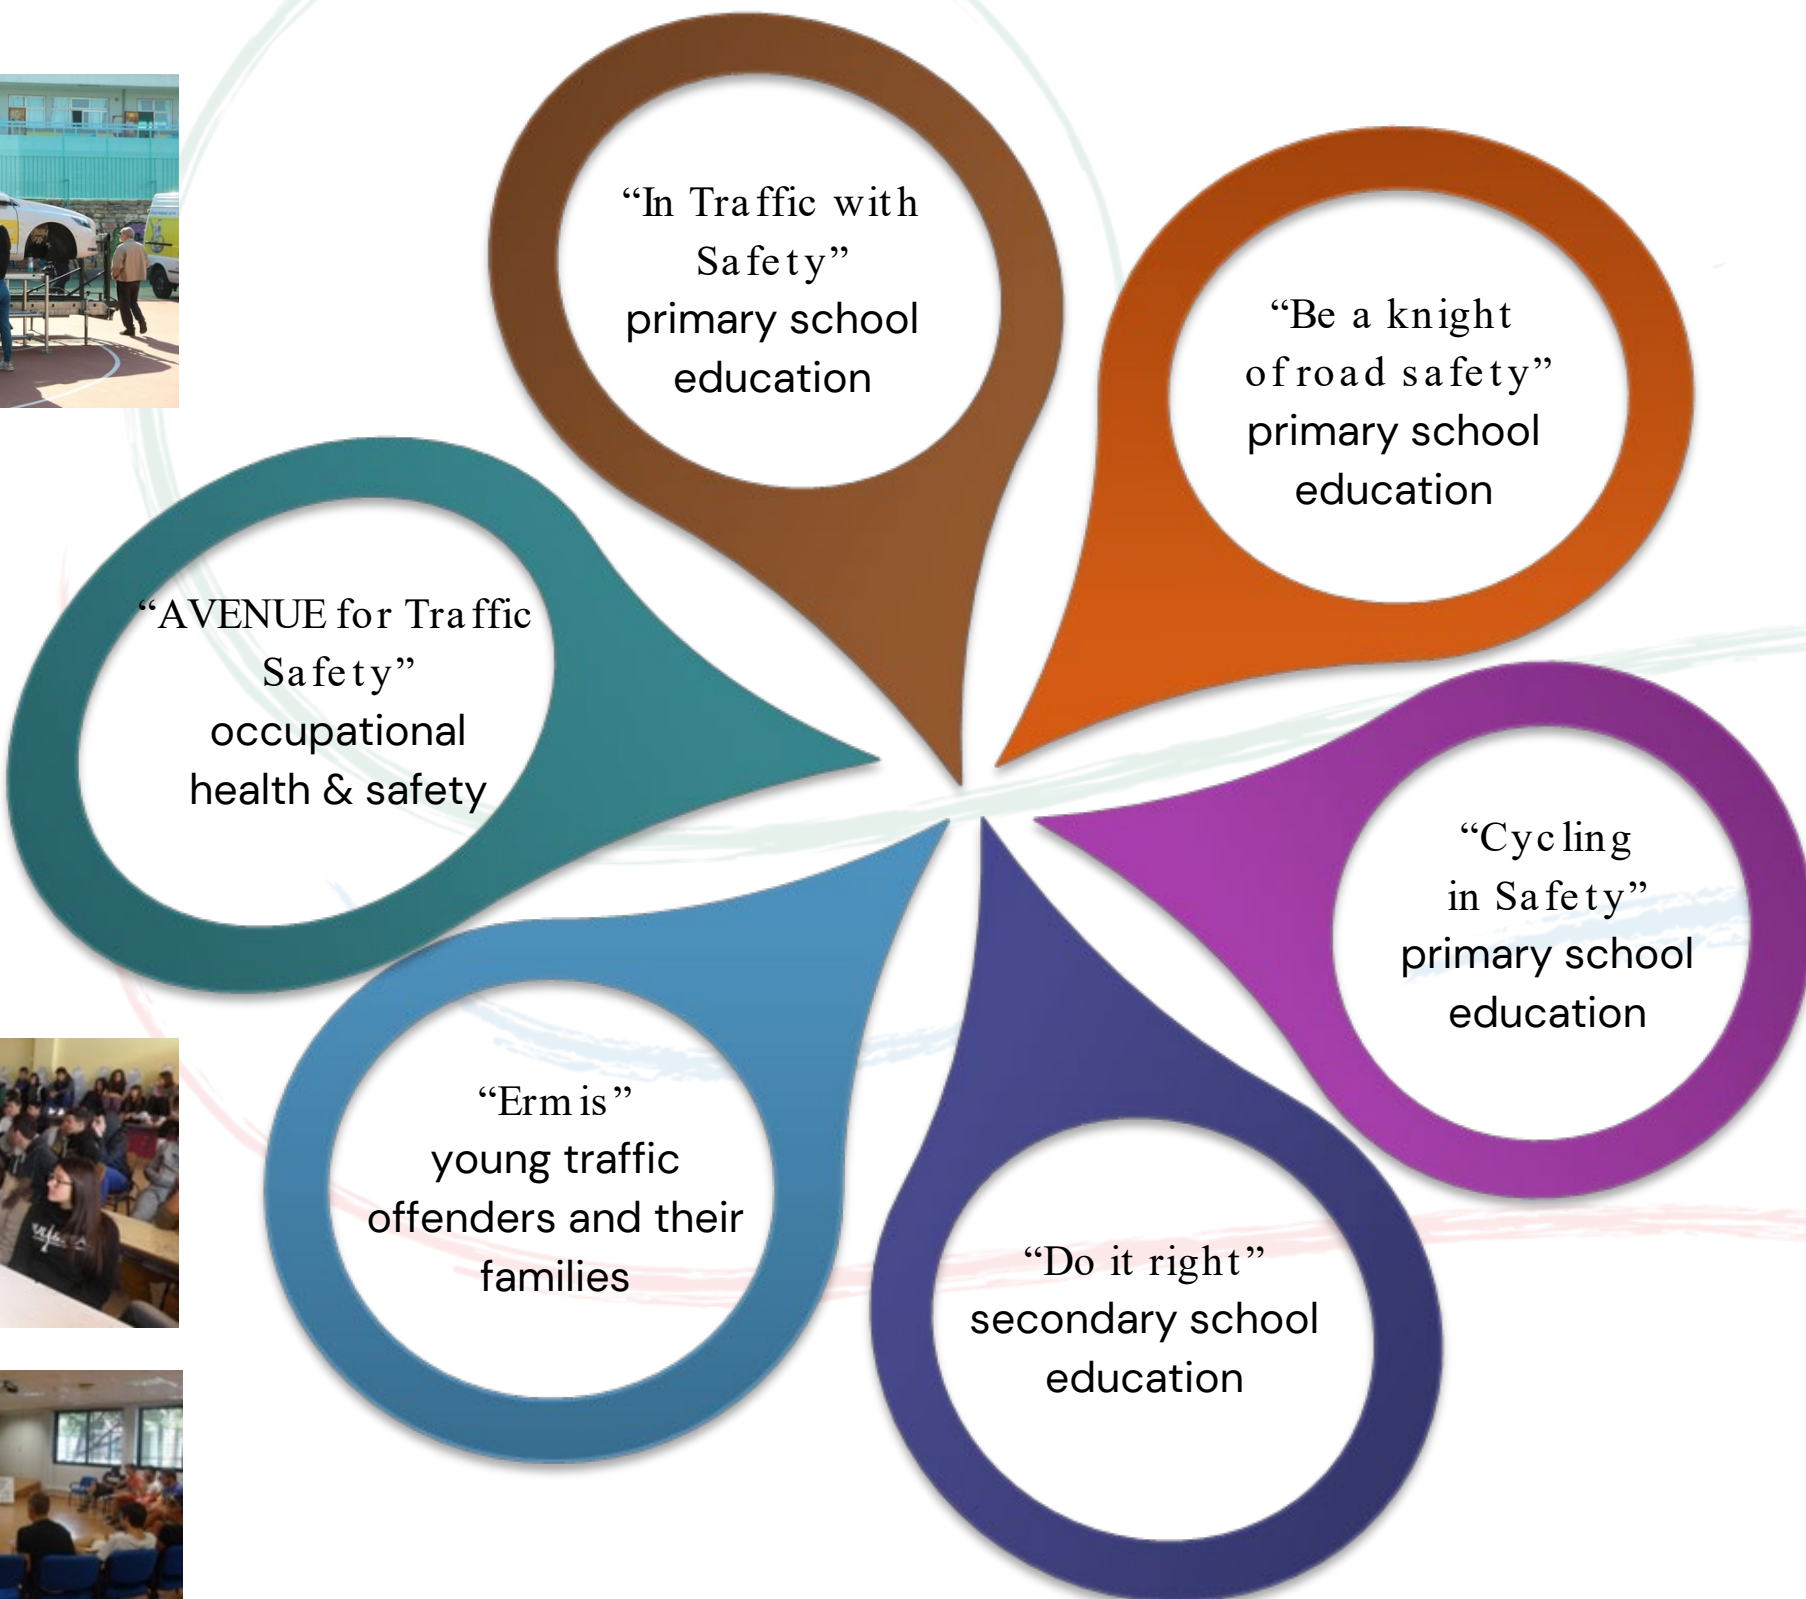 “In Traffic with
Safety”
primary school
education
“Be a knight
of road safety”
primary school
education
“AVENUE for Traffic
Safety”
occupational
health & safety
“Cycling
in Safety”
primary school
education
“Ermis”
young traffic
offenders and their
families
“Do it right”
secondary school
education